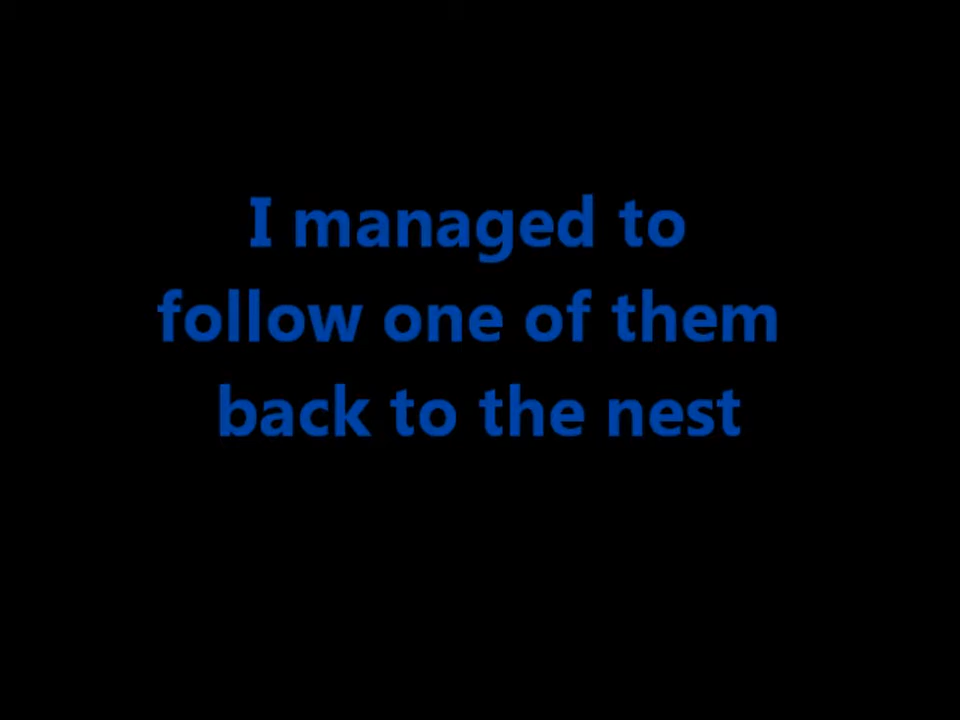 I managed to
follow one of them
back to the nest